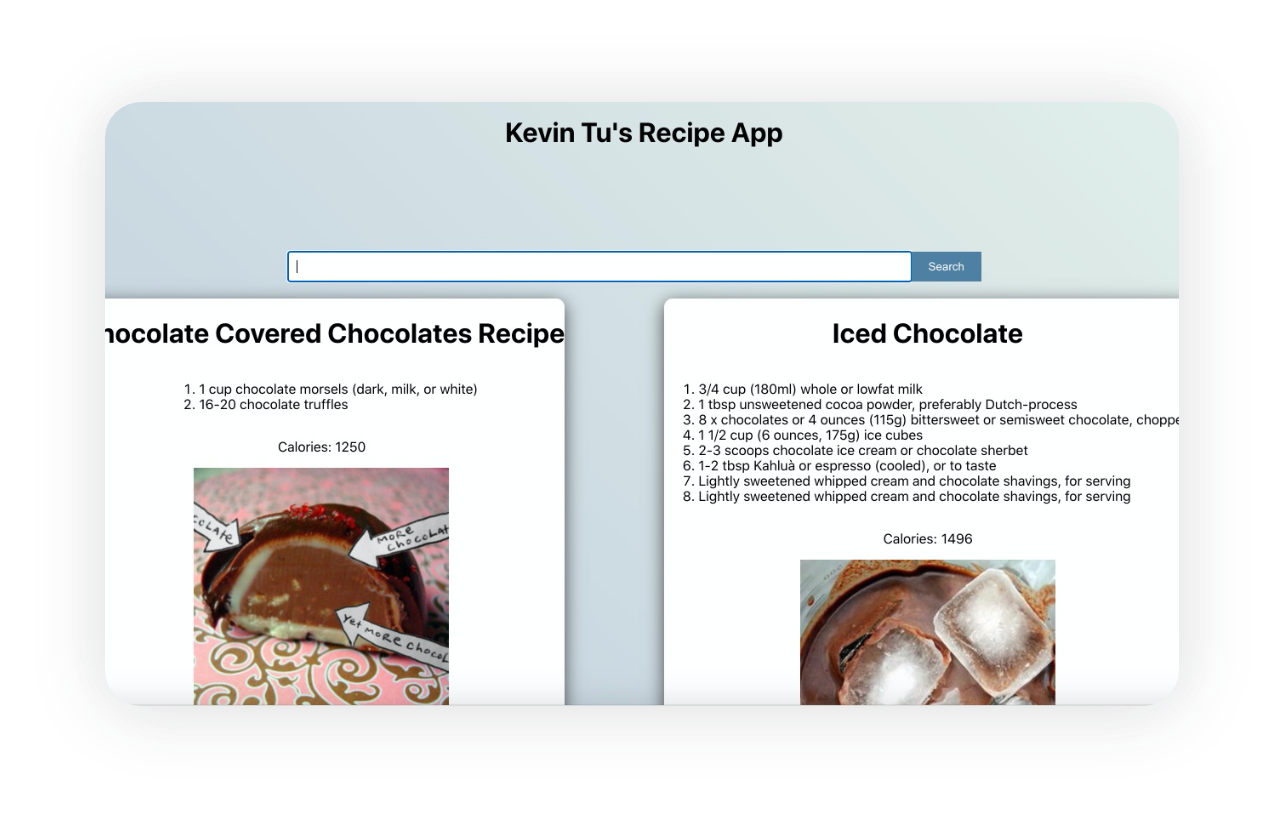 Kevin Tu's Recipe App
Search
hocolate Covered Chocolates Recipe
1. 1 cup chocolate morsels (dark, milk, or white)
2. 16-20 chocolate truffles
Calories: 1250
COLATE
MORE
CHOCOLAT
Yet MORE CHOCOL
Iced Chocolate
1. 3/4 cup (180ml) whole or lowfat milk
2. 1 tbsp unsweetened cocoa powder, preferably Dutch-process
3. 8 x chocolates or 4 ounces (115g) bittersweet or semisweet chocolate, choppe
4. 1 1/2 cup (6 ounces, 175g) ice cubes
5. 2-3 scoops chocolate ice cream or chocolate sherbet
6. 1-2 tbsp Kahluà or espresso (cooled), or to taste
7. Lightly sweetened whipped cream and chocolate shavings, for serving
8. Lightly sweetened whipped cream and chocolate shavings, for serving
Calories: 1496